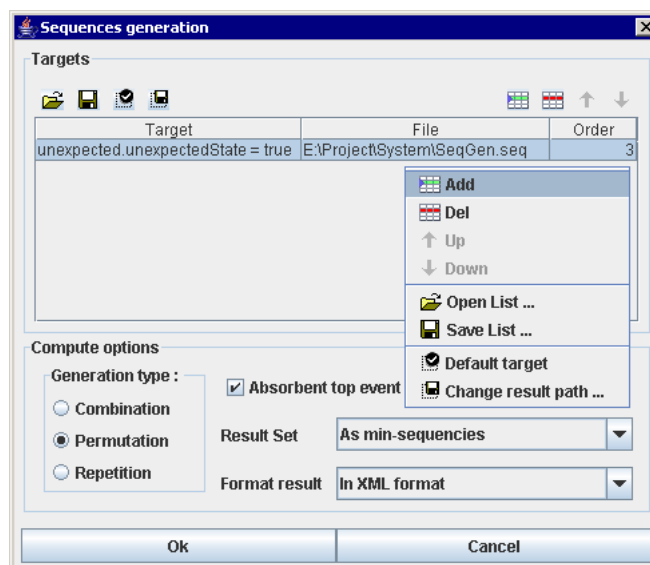 Sequences generation
Targets
Target File Order
unexpected.unexpectedState = true E:\Project\System\SeqGen.seq 3
Add
Del
Up
Down
Open List ...
Save List ...
Default target
Change result path ...
Compute options
Generation type :
Combination
Permutation
Repetition
Absorbent top event
Result Set As min-sequencies
Format result In XML format
Ok Cancel